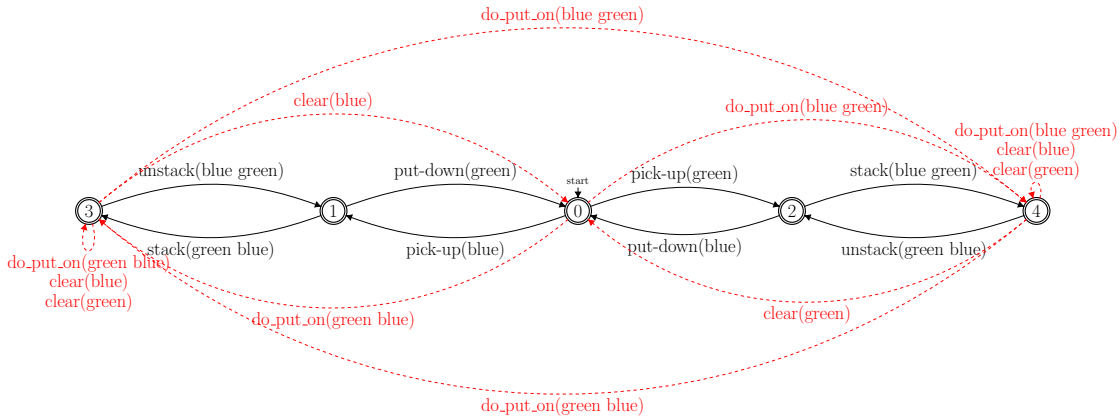 do_put_on(blue green)
clear(blue)
do_put_on(blue green)
do_put_on(blue green)
clear(blue)
clear(green)
unstack(blue green)
put-down(green)
start
pick-up(green)
stack(blue green)
3
1
0
2
4
stack(green blue)
pick-up(blue)
put-down(blue)
unstack(green blue)
do_put_on(green blue)
clear(blue)
clear(green)
do_put_on(green blue)
clear(green)
do_put_on(green blue)